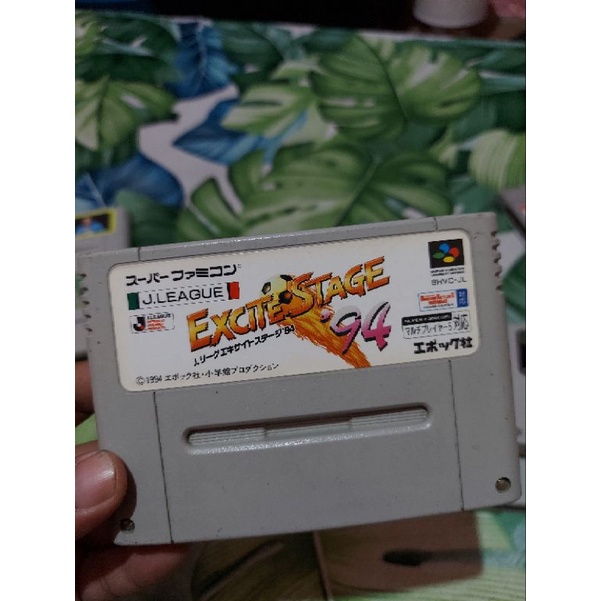 スーパーファミコン
J.LEAGUE
EXCITE STAGE
'94
Jリーグエキサイトステージ'94
SHVC-JL
マルチプレイヤー5対応
エポック社
©1994 エポック社・小学館プロダクション